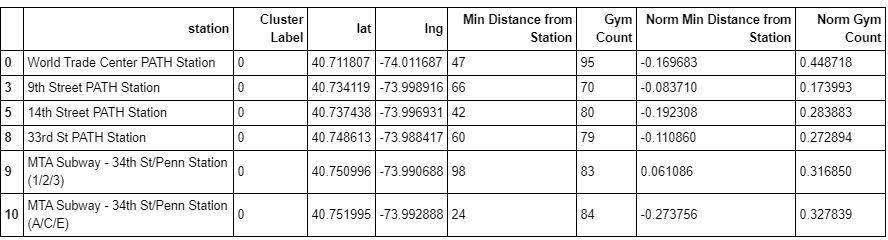 station Cluster Label lat lng Min Distance from Station Gym Count Norm Min Distance from Station Norm Gym Count
0 World Trade Center PATH Station 0 40.711807 -74.011687 47 95 -0.169683 0.448718
3 9th Street PATH Station 0 40.734119 -73.998916 66 70 -0.083710 0.173993
5 14th Street PATH Station 0 40.737438 -73.996931 42 80 -0.192308 0.283883
8 33rd St PATH Station 0 40.748613 -73.988417 60 79 -0.110860 0.272894
9 MTA Subway - 34th St/Penn Station (1/2/3) 0 40.750996 -73.990688 98 83 0.061086 0.316850
10 MTA Subway - 34th St/Penn Station (A/C/E) 0 40.751995 -73.992888 24 84 -0.273756 0.327839